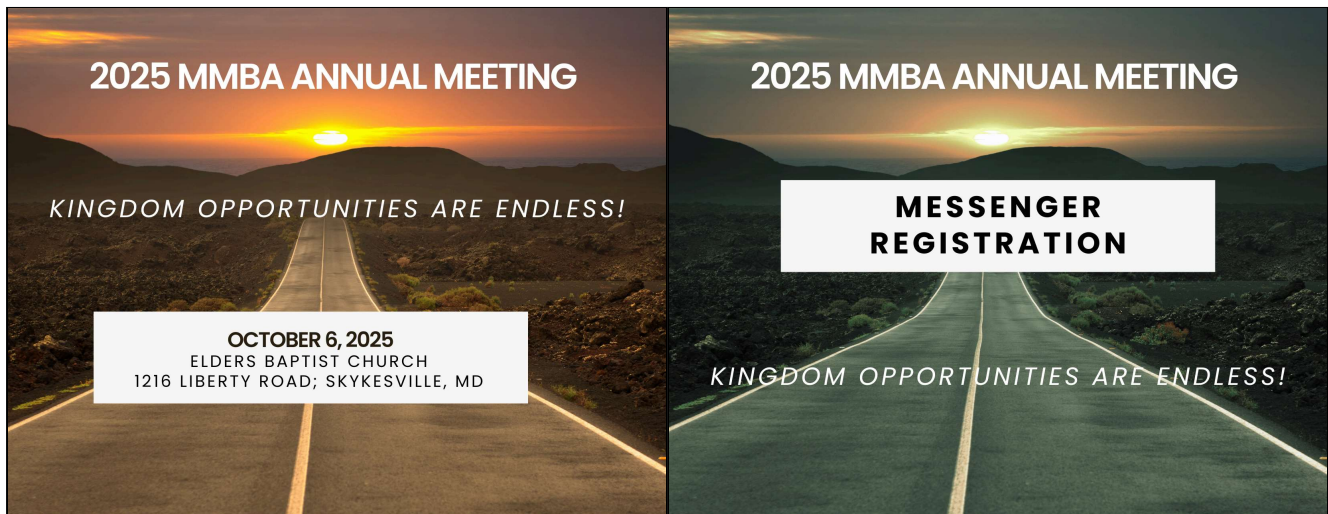 2025 MMBA ANNUAL MEETING
KINGDOM OPPORTUNITIES ARE ENDLESS!
OCTOBER 6, 2025
ELDERS BAPTIST CHURCH
1216 LIBERTY ROAD; SKYKESVILLE, MD
2025 MMBA ANNUAL MEETING
MESSENGER
REGISTRATION
KINGDOM OPPORTUNITIES ARE ENDLESS!